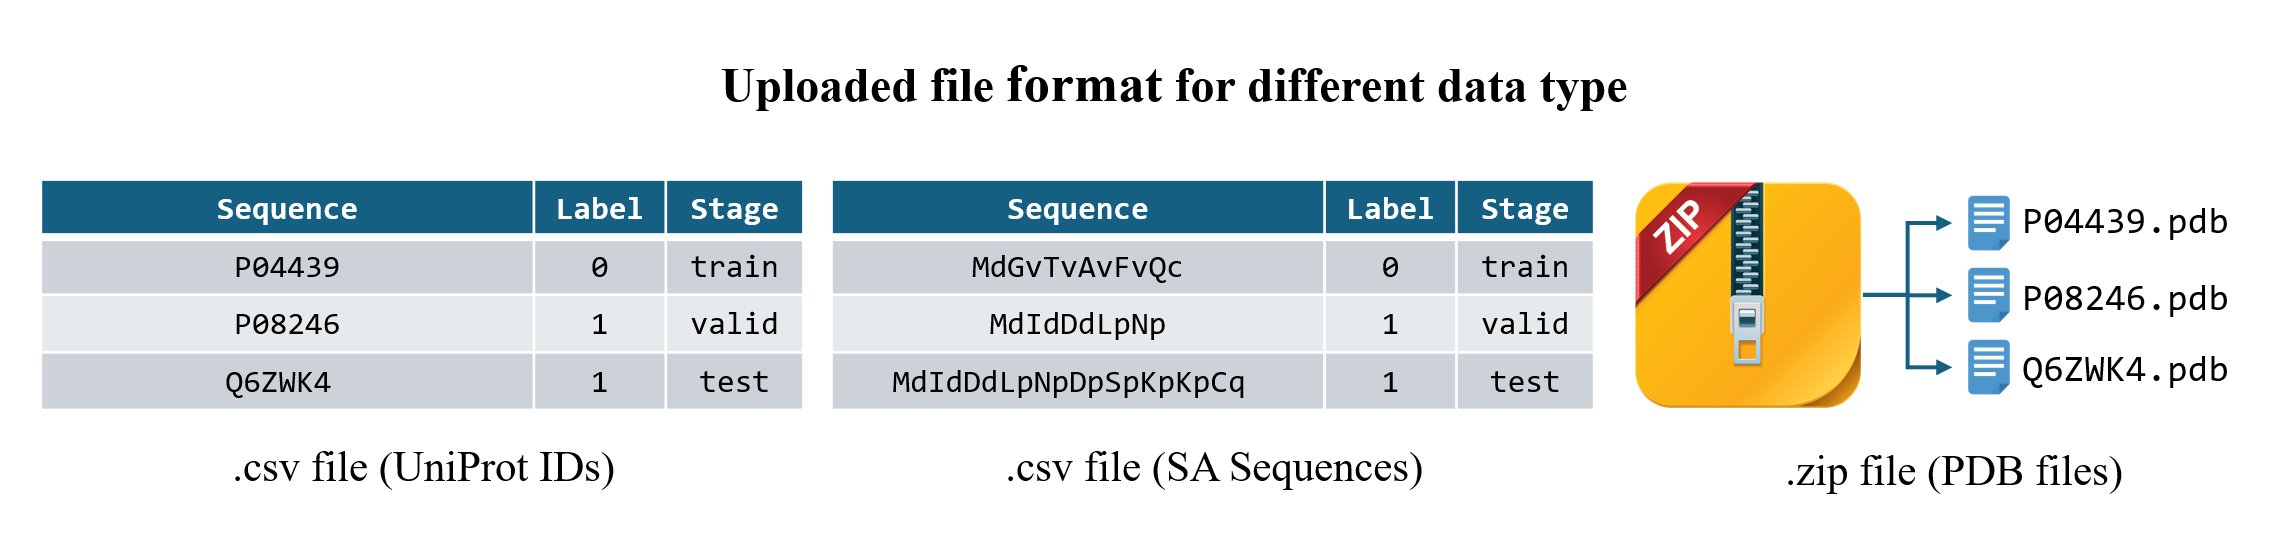 Uploaded file format for different data type
Sequence Label Stage
P04439 0 train
P08246 1 valid
Q6ZWK4 1 test
.csv file (UniProt IDs)
Sequence Label Stage
MdGvTvAvFvQc 0 train
MdIdDdLpNp 1 valid
MdIdDdLpNpDpSpKpKpCq 1 test
.csv file (SA Sequences)
ZIP
P04439.pdb
P08246.pdb
Q6ZWK4.pdb
.zip file (PDB files)